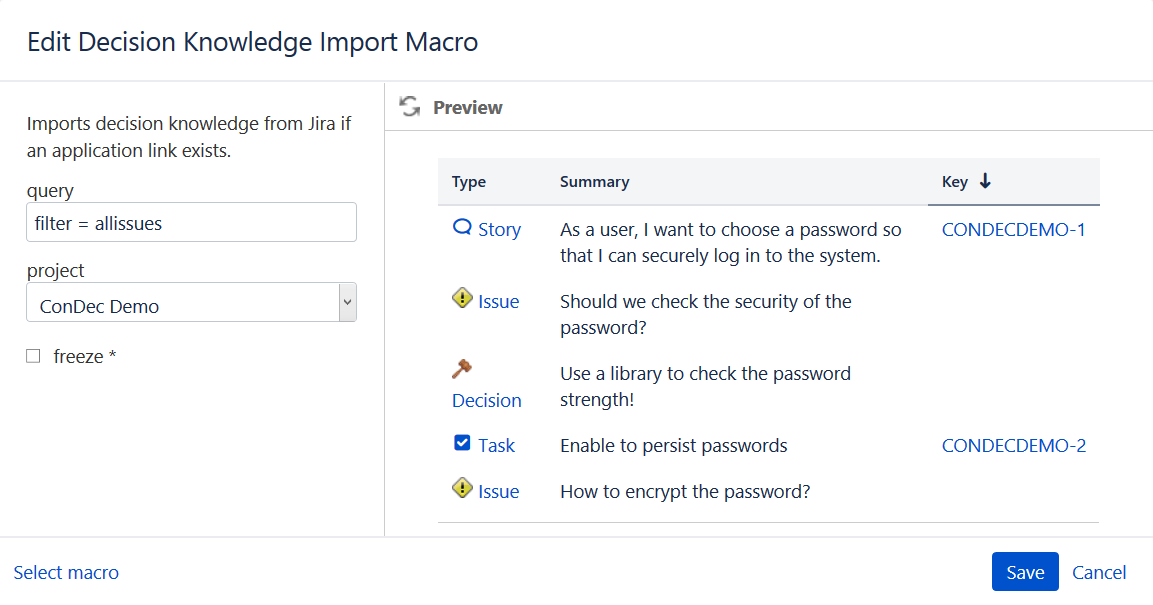 Edit Decision Knowledge Import Macro
Imports decision knowledge from Jira if
an application link exists.
query
filter = allissues
project
ConDec Demo
freeze *
Preview
Type Summary Key
Story As a user, I want to choose a password so CONDECDEMO-1
that I can securely log in to the system.
Issue Should we check the security of the
password?
Use a library to check the password
Decision strength!
Task Enable to persist passwords CONDECDEMO-2
Issue How to encrypt the password?
Select macro Save Cancel